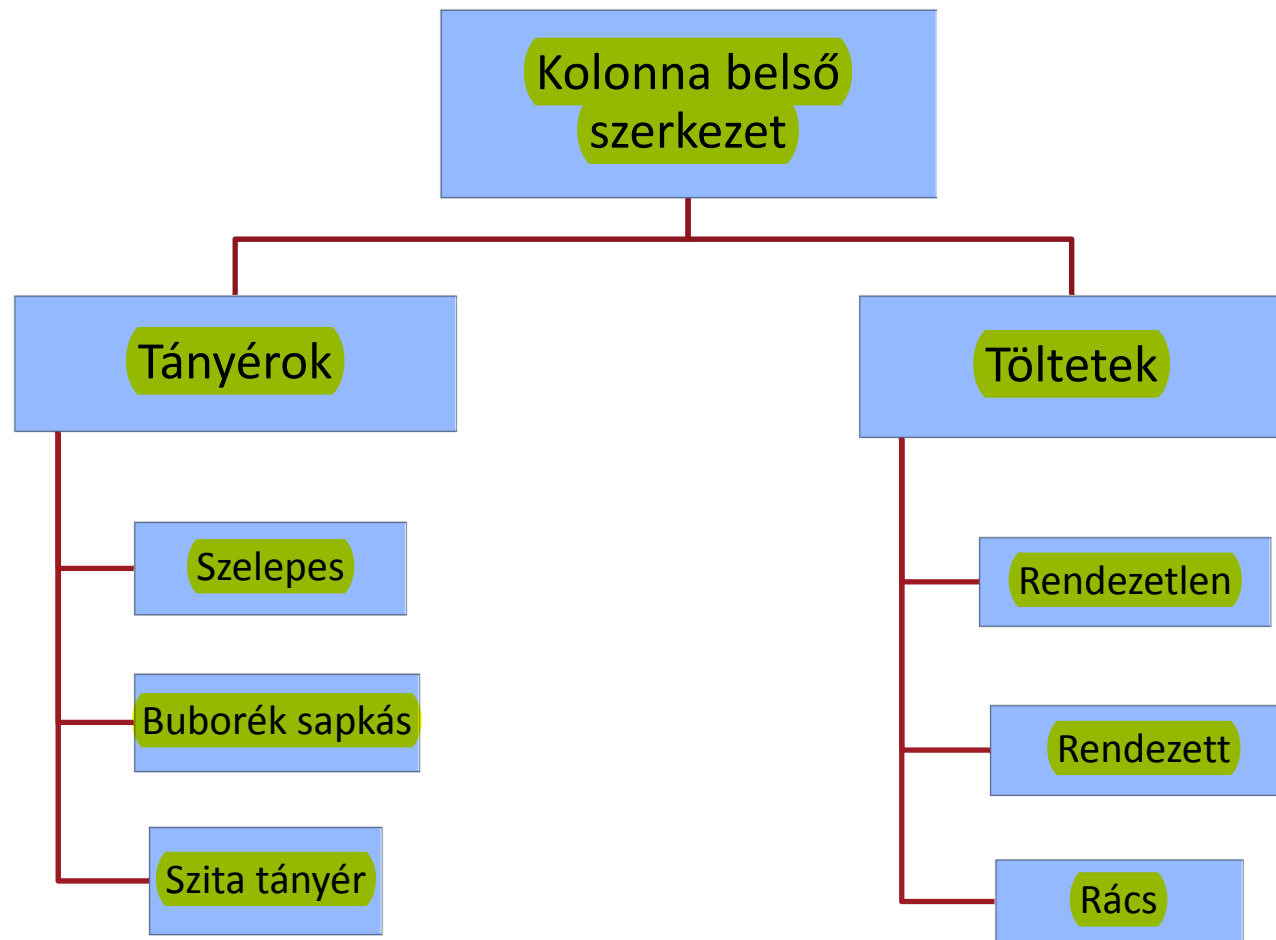 Kolonna belső
szerkezet
Tányérok
Szelepes
Buborék sapkás
Szita tányér
Töltetek
Rendezetlen
Rendezett
Rács